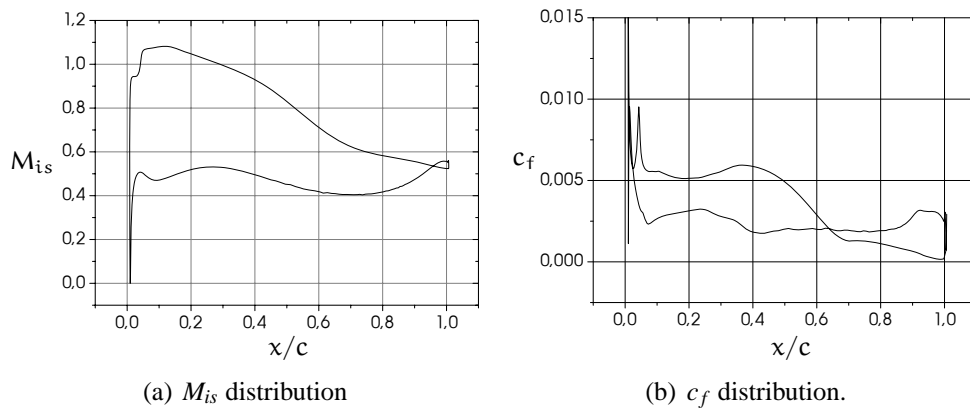 1,2
1,0
0,8
0,6
0,4
0,2
0,0
M_is
0,0 0,2 0,4 0,6 0,8 1,0
x/c
(a) M_is distribution
0,015
0,010
0,005
0,000
c_f
0,0 0,2 0,4 0,6 0,8 1,0
x/c
(b) c_f distribution.